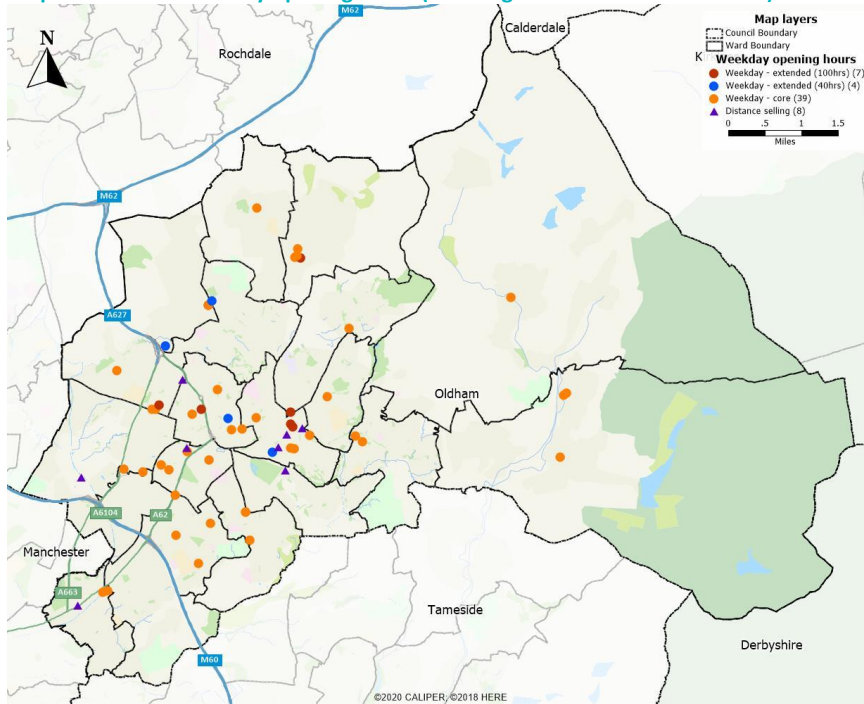 M62
Calderdale
Rochdale
N
Map layers
Council Boundary
Ward Boundary
Weekday opening hours
Weekday - extended (100hrs) (7)
Weekday - extended (40hrs) (4)
Weekday - core (39)
Distance selling (8)
0 .5 1 1.5
Miles
M62
A627
Oldham
A6104
A62
Manchester
A663
Tameside
Derbyshire
M60
©2020 CALIPER, ©2018 HERE